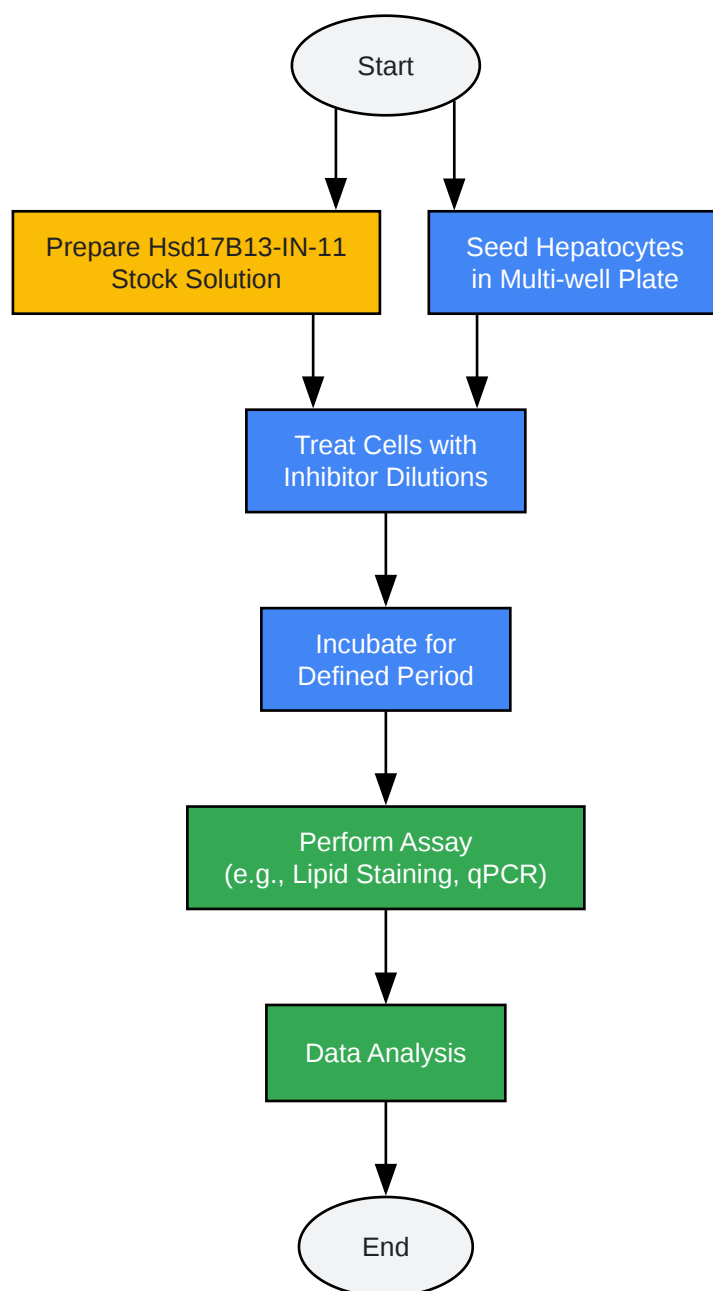 Start
Prepare Hsd17B13-IN-11
Stock Solution
Seed Hepatocytes
in Multi-well Plate
Treat Cells with
Inhibitor Dilutions
Incubate for
Defined Period
Perform Assay
(e.g., Lipid Staining, qPCR)
Data Analysis
End